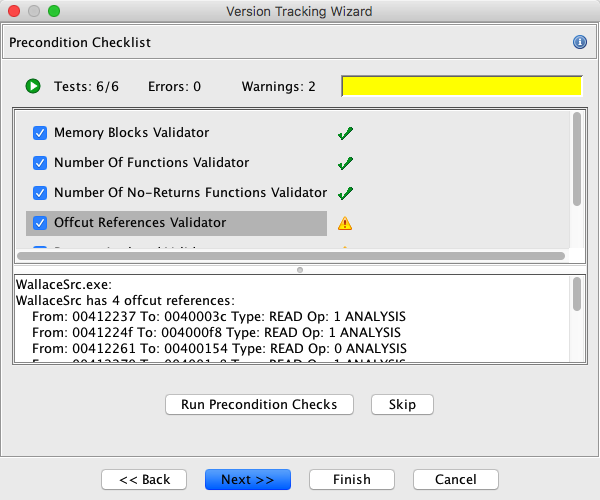 Version Tracking Wizard
Precondition Checklist
Tests: 6/6 Errors: 0 Warnings: 2
Memory Blocks Validator
Number Of Functions Validator
Number Of No-Returns Functions Validator
Offcut References Validator
WallaceSrc.exe:
WallaceSrc has 4 offcut references:
From: 00412237 To: 0040003c Type: READ Op: 1 ANALYSIS
From: 0041224f To: 004000f8 Type: READ Op: 1 ANALYSIS
From: 00412261 To: 00400154 Type: READ Op: 0 ANALYSIS
Run Precondition Checks Skip
<< Back Next >> Finish Cancel